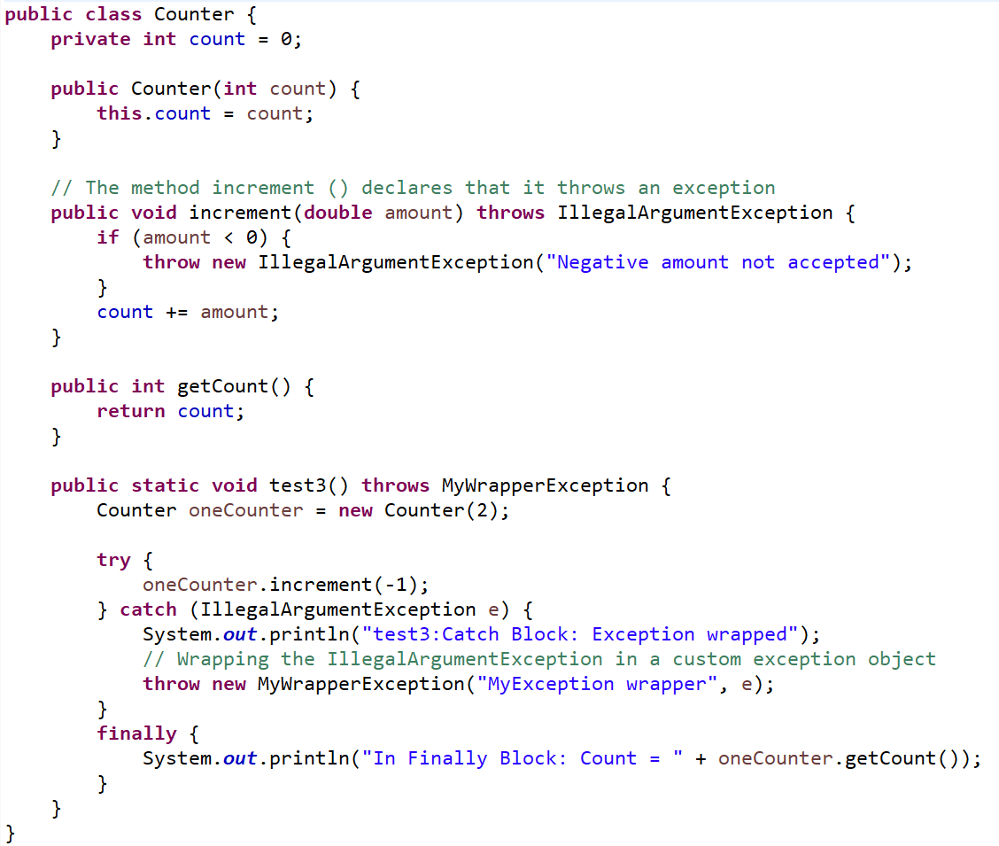 public class Counter {
    private int count = 0;

    public Counter(int count) {
        this.count = count;
    }

    // The method increment () declares that it throws an exception
    public void increment(double amount) throws IllegalArgumentException {
        if (amount < 0) {
            throw new IllegalArgumentException("Negative amount not accepted");
        }
        count += amount;
    }

    public int getCount() {
        return count;
    }

    public static void test3() throws MyWrapperException {
        Counter oneCounter = new Counter(2);

        try {
            oneCounter.increment(-1);
        } catch (IllegalArgumentException e) {
            System.out.println("test3:Catch Block: Exception wrapped");
            // Wrapping the IllegalArgumentException in a custom exception object
            throw new MyWrapperException("MyException wrapper", e);
        }
        finally {
            System.out.println("In Finally Block: Count = " + oneCounter.getCount());
        }
    }
}